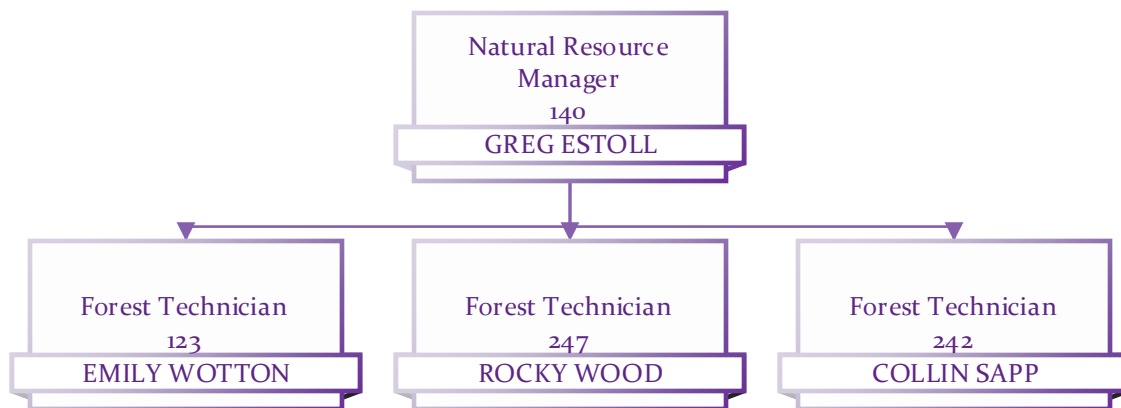 Natural Resource
Manager
140
GREG ESTOLL
Forest Technician
123
EMILY WOTTON
Forest Technician
247
ROCKY WOOD
Forest Technician
242
COLLIN SAPP